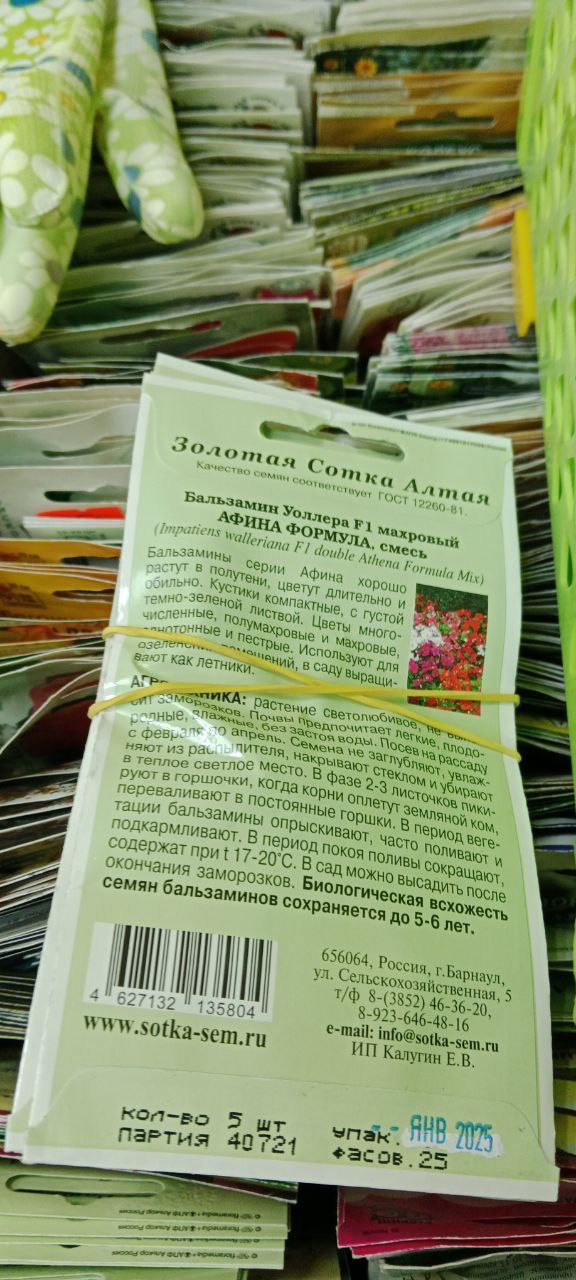 Золотая Сотка Алтая
Качество семян соответствует ГОСТ 12260-81.
Бальзамин Уоллера F1 махровый
АФИНА ФОРМУЛА, смесь
(Impatiens walleriana F1 double Athena Formula Mix)
Бальзамины серии Афина хорошо
растут в полутени, цветут длительно и
обильно. Кустики компактные, с густой
темно-зеленой листвой. Цветы много-
численные, полумахровые и махровые,
однотонные и пестрые. Используют для
озеленения помещений, в саду выращи-
вают как летники.
АГРОТЕХНИКА: растение светолюбивое, не выно-
сит заморозков. Почвы предпочитает легкие, плодо-
родные, влажные, без застоя воды. Посев на рассаду
с февраля до апрель. Семена не заглубляют, увлаж-
няют из распылителя, накрывают стеклом и убирают
в теплое светлое место. В фазе 2-3 листочков пики-
руют в горшочки, когда корни оплетут земляной ком,
переваливают в постоянные горшки. В период веге-
тации бальзамины опрыскивают, часто поливают и
подкармливают. В период покоя поливы сокращают,
содержат при t 17-20°С. В сад можно высадить после
окончания заморозков. Биологическая всхожесть
семян бальзаминов сохраняется до 5-6 лет.
4 627132 135804
www.sotka-sem.ru
656064, Россия, г.Барнаул,
ул. Сельскохозяйственная, 5
т/ф 8-(3852) 46-36-20,
8-923-646-48-16
e-mail: info@sotka-sem.ru
ИП Калугин Е.В.
кол-во 5 шт
партия 40721
упак. -- ЯНВ 2025
фасов.25